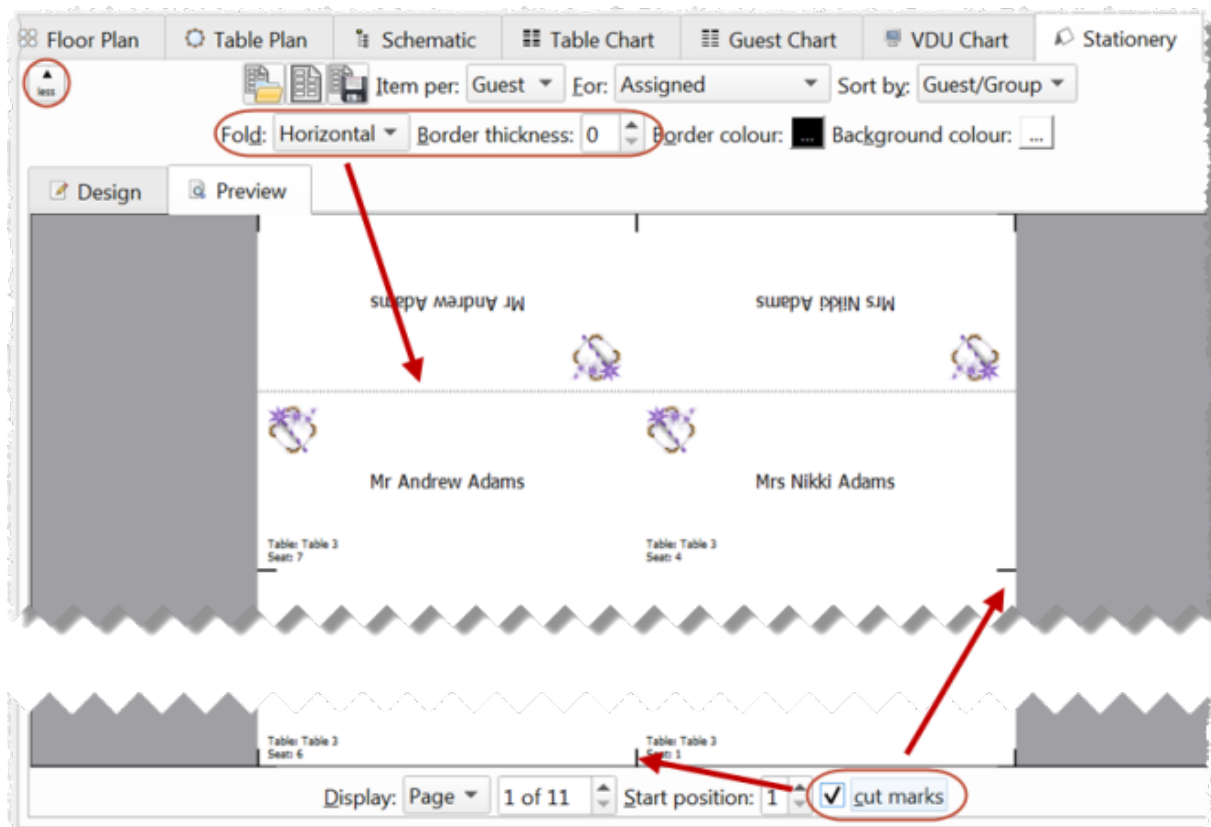 Floor Plan Table Plan Schematic Table Chart Guest Chart VDU Chart Stationery
less Item per: Guest For: Assigned Sort by: Guest/Group
Fold: Horizontal Border thickness: 0 Border colour: ... Background colour: ...
Design Preview
Mr Andrew Adams Mrs Nikki Adams
Mr Andrew Adams Mrs Nikki Adams
Table: Table 3 Table: Table 3
Seat: 7 Seat: 4
Table: Table 3 Table: Table 3
Seat: 6 Seat: 1
Display: Page 1 of 11 Start position: 1 cut marks